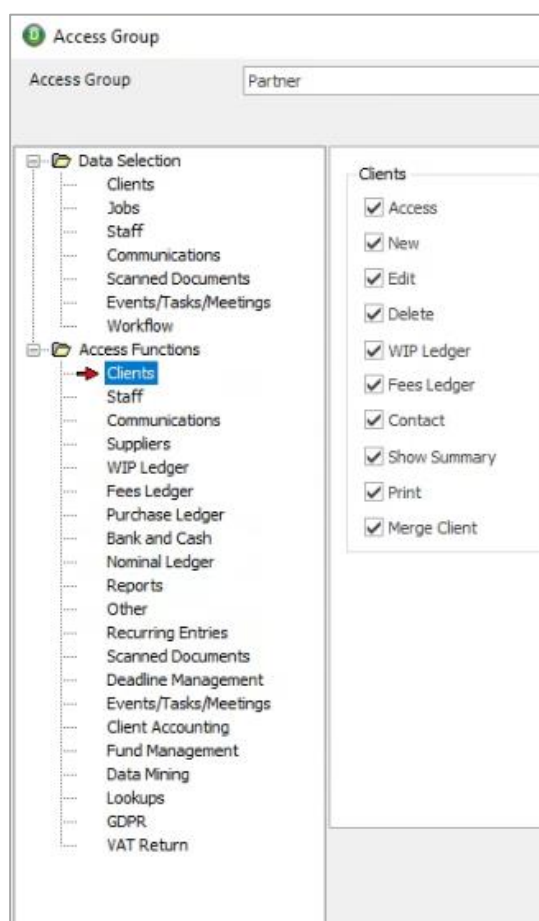 Access Group
Access Group
Partner
Data Selection
Clients
Jobs
Staff
Communications
Scanned Documents
Events/Tasks/Meetings
Workflow
Access Functions
Clients
Staff
Communications
Suppliers
WIP Ledger
Fees Ledger
Purchase Ledger
Bank and Cash
Nominal Ledger
Reports
Other
Recurring Entries
Scanned Documents
Deadline Management
Events/Tasks/Meetings
Client Accounting
Fund Management
Data Mining
Lookups
GDPR
VAT Return
Clients
Access
New
Edit
Delete
WIP Ledger
Fees Ledger
Contact
Show Summary
Print
Merge Client